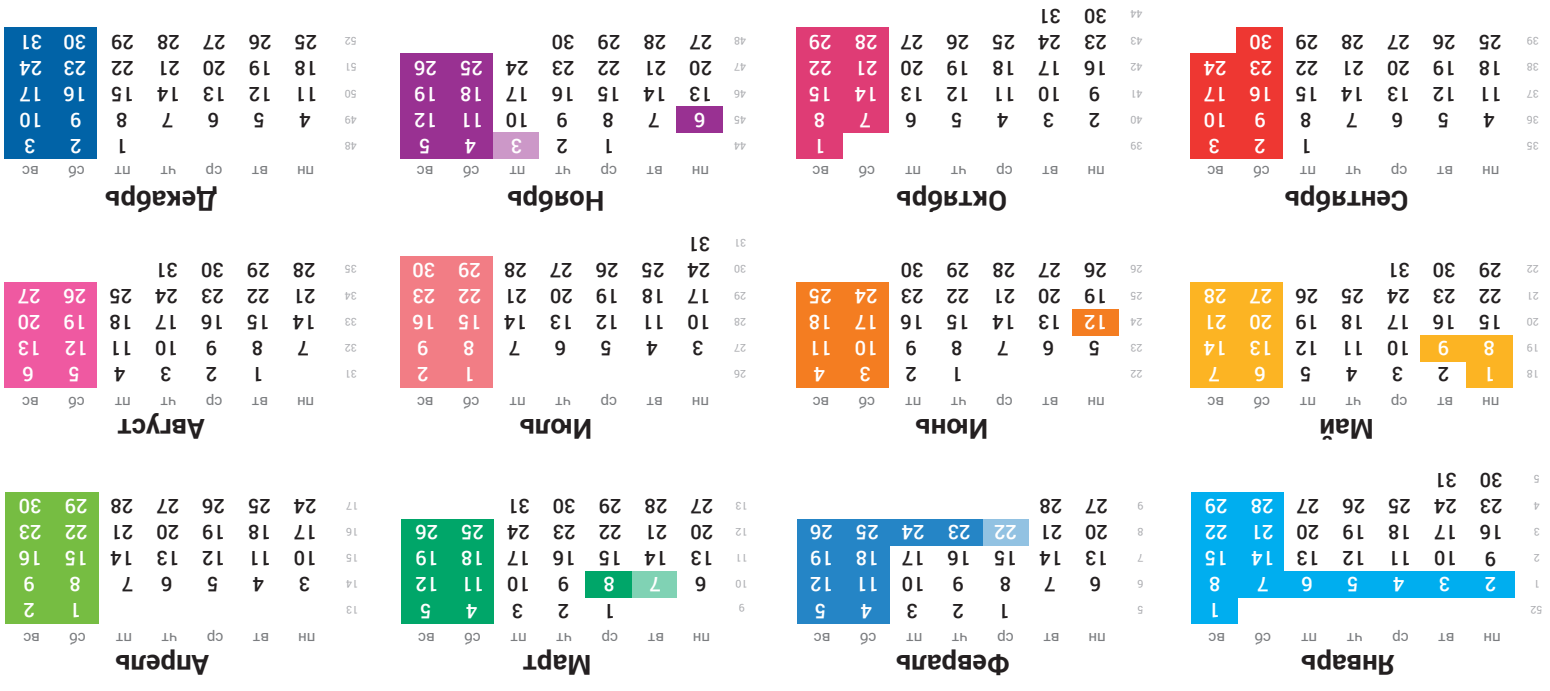 Январь
пн вт ср чт пт сб вс
52 1
1 2 3 4 5 6 7 8
2 9 10 11 12 13 14 15
3 16 17 18 19 20 21 22
4 23 24 25 26 27 28 29
5 30 31
Февраль
пн вт ср чт пт сб вс
5 1 2 3 4 5
6 6 7 8 9 10 11 12
7 13 14 15 16 17 18 19
8 20 21 22 23 24 25 26
9 27 28
Март
пн вт ср чт пт сб вс
9 1 2 3 4 5
10 6 7 8 9 10 11 12
11 13 14 15 16 17 18 19
12 20 21 22 23 24 25 26
13 27 28 29 30 31
Апрель
пн вт ср чт пт сб вс
13 1 2
14 3 4 5 6 7 8 9
15 10 11 12 13 14 15 16
16 17 18 19 20 21 22 23
17 24 25 26 27 28 29 30
Май
пн вт ср чт пт сб вс
18 1 2 3 4 5 6 7
19 8 9 10 11 12 13 14
20 15 16 17 18 19 20 21
21 22 23 24 25 26 27 28
22 29 30 31
Июнь
пн вт ср чт пт сб вс
22 1 2 3 4
23 5 6 7 8 9 10 11
24 12 13 14 15 16 17 18
25 19 20 21 22 23 24 25
26 26 27 28 29 30
Июль
пн вт ср чт пт сб вс
26 1 2
27 3 4 5 6 7 8 9
28 10 11 12 13 14 15 16
29 17 18 19 20 21 22 23
30 24 25 26 27 28 29 30
31 31
Август
пн вт ср чт пт сб вс
31 1 2 3 4 5 6
32 7 8 9 10 11 12 13
33 14 15 16 17 18 19 20
34 21 22 23 24 25 26 27
35 28 29 30 31
Сентябрь
пн вт ср чт пт сб вс
35 1 2 3
36 4 5 6 7 8 9 10
37 11 12 13 14 15 16 17
38 18 19 20 21 22 23 24
39 25 26 27 28 29 30
Октябрь
пн вт ср чт пт сб вс
39 1
40 2 3 4 5 6 7 8
41 9 10 11 12 13 14 15
42 16 17 18 19 20 21 22
43 23 24 25 26 27 28 29
44 30 31
Ноябрь
пн вт ср чт пт сб вс
44 1 2 3 4 5
45 6 7 8 9 10 11 12
46 13 14 15 16 17 18 19
47 20 21 22 23 24 25 26
48 27 28 29 30
Декабрь
пн вт ср чт пт сб вс
48 1 2 3
49 4 5 6 7 8 9 10
50 11 12 13 14 15 16 17
51 18 19 20 21 22 23 24
52 25 26 27 28 29 30 31